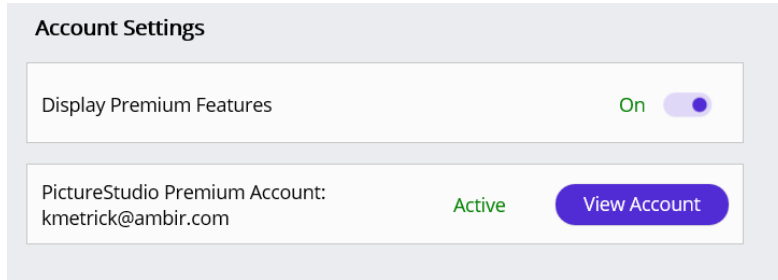 Account Settings
Display Premium Features
On
PictureStudio Premium Account:
kmetrick@ambir.com
Active
View Account